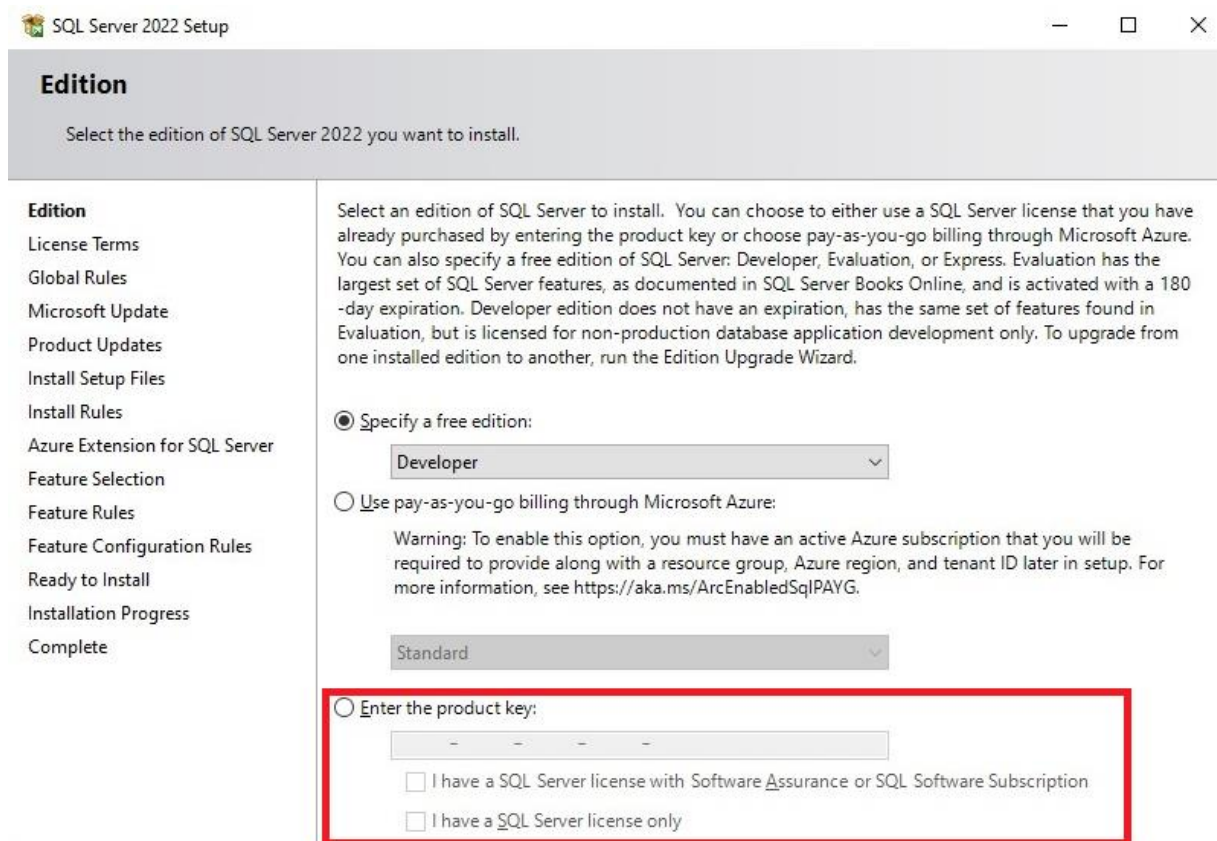 SQL Server 2022 Setup
Edition
Select the edition of SQL Server 2022 you want to install.
Edition
License Terms
Global Rules
Microsoft Update
Product Updates
Install Setup Files
Install Rules
Azure Extension for SQL Server
Feature Selection
Feature Rules
Feature Configuration Rules
Ready to Install
Installation Progress
Complete
Select an edition of SQL Server to install. You can choose to either use a SQL Server license that you have
already purchased by entering the product key or choose pay-as-you-go billing through Microsoft Azure.
You can also specify a free edition of SQL Server: Developer, Evaluation, or Express. Evaluation has the
largest set of SQL Server features, as documented in SQL Server Books Online, and is activated with a 180
-day expiration. Developer edition does not have an expiration, has the same set of features found in
Evaluation, but is licensed for non-production database application development only. To upgrade from
one installed edition to another, run the Edition Upgrade Wizard.
Specify a free edition:
Developer
Use pay-as-you-go billing through Microsoft Azure:
Warning: To enable this option, you must have an active Azure subscription that you will be
required to provide along with a resource group, Azure region, and tenant ID later in setup. For
more information, see https://aka.ms/ArcEnabledSqlPAYG.
Standard
Enter the product key:
- - - -
I have a SQL Server license with Software Assurance or SQL Software Subscription
I have a SQL Server license only